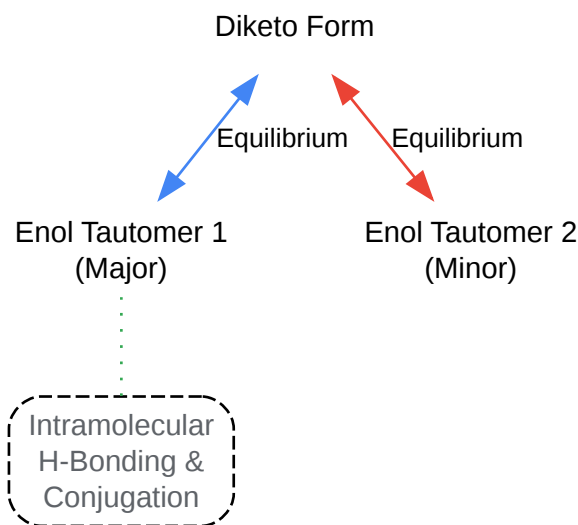 Diketo Form
Equilibrium
Equilibrium
Enol Tautomer 1
(Major)
Enol Tautomer 2
(Minor)
Intramolecular
H-Bonding &
Conjugation